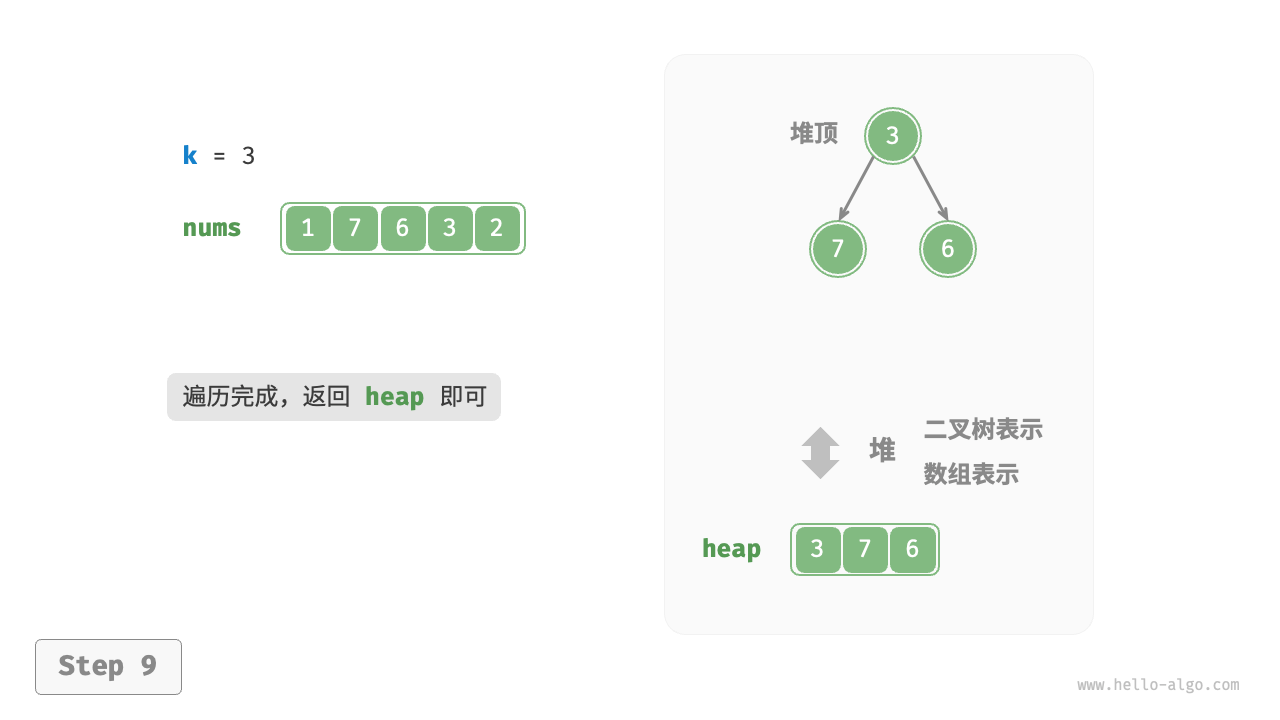 k = 3
nums 1 7 6 3 2
遍历完成，返回 heap 即可
堆顶 3
7 6
堆 二叉树表示
数组表示
heap 3 7 6
Step 9
www.hello-algo.com